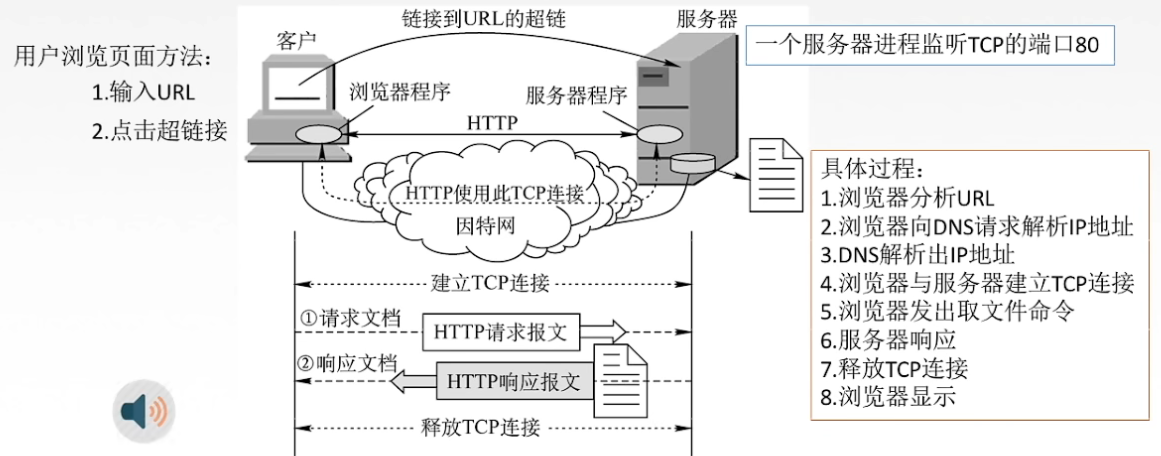 用户浏览页面方法：
1.输入URL
2.点击超链接
链接到URL的超链
客户
服务器
一个服务器进程监听TCP的端口80
浏览器程序
服务器程序
HTTP
HTTP使用此TCP连接
因特网
建立TCP连接
①请求文档
HTTP请求报文
②响应文档
HTTP响应报文
释放TCP连接
具体过程：
1.浏览器分析URL
2.浏览器向DNS请求解析IP地址
3.DNS解析出IP地址
4.浏览器与服务器建立TCP连接
5.浏览器发出取文件命令
6.服务器响应
7.释放TCP连接
8.浏览器显示